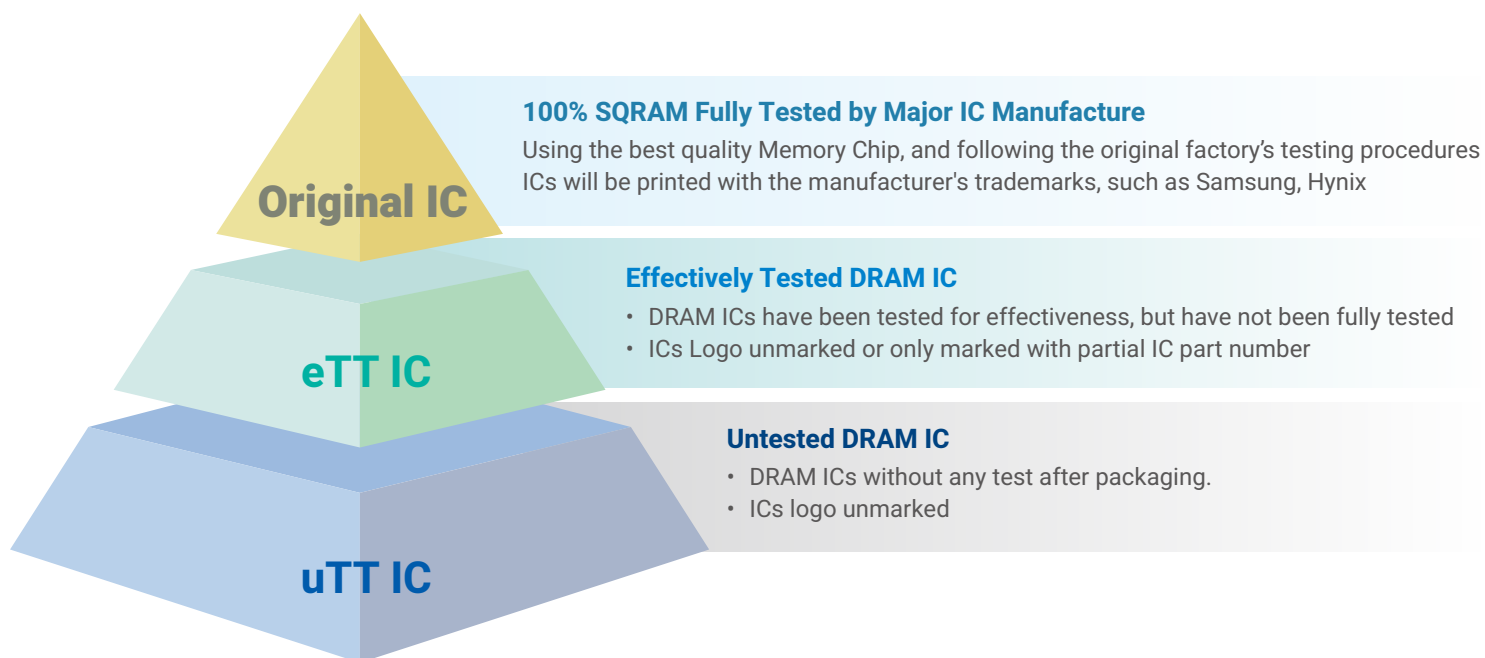 Original IC
100% SQRAM Fully Tested by Major IC Manufacture
Using the best quality Memory Chip, and following the original factory’s testing procedures
ICs will be printed with the manufacturer's trademarks, such as Samsung, Hynix
eTT IC
Effectively Tested DRAM IC
• DRAM ICs have been tested for effectiveness, but have not been fully tested
• ICs Logo unmarked or only marked with partial IC part number
uTT IC
Untested DRAM IC
• DRAM ICs without any test after packaging.
• ICs logo unmarked